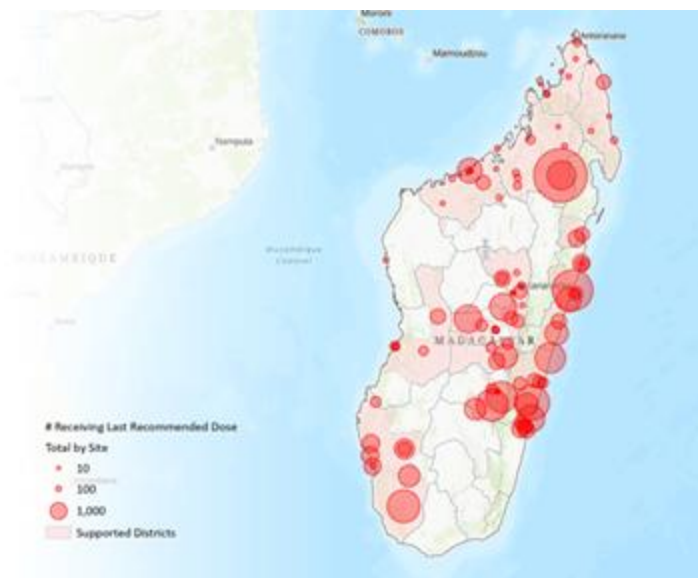 Moroni
COMOROS
Antsiranana
Mamoudzou
Nampula
MOZAMBIQUE
Mozambique
Channel
MADAGASCAR
# Receiving Last Recommended Dose
Total by Site
10
100
1,000
Supported Districts